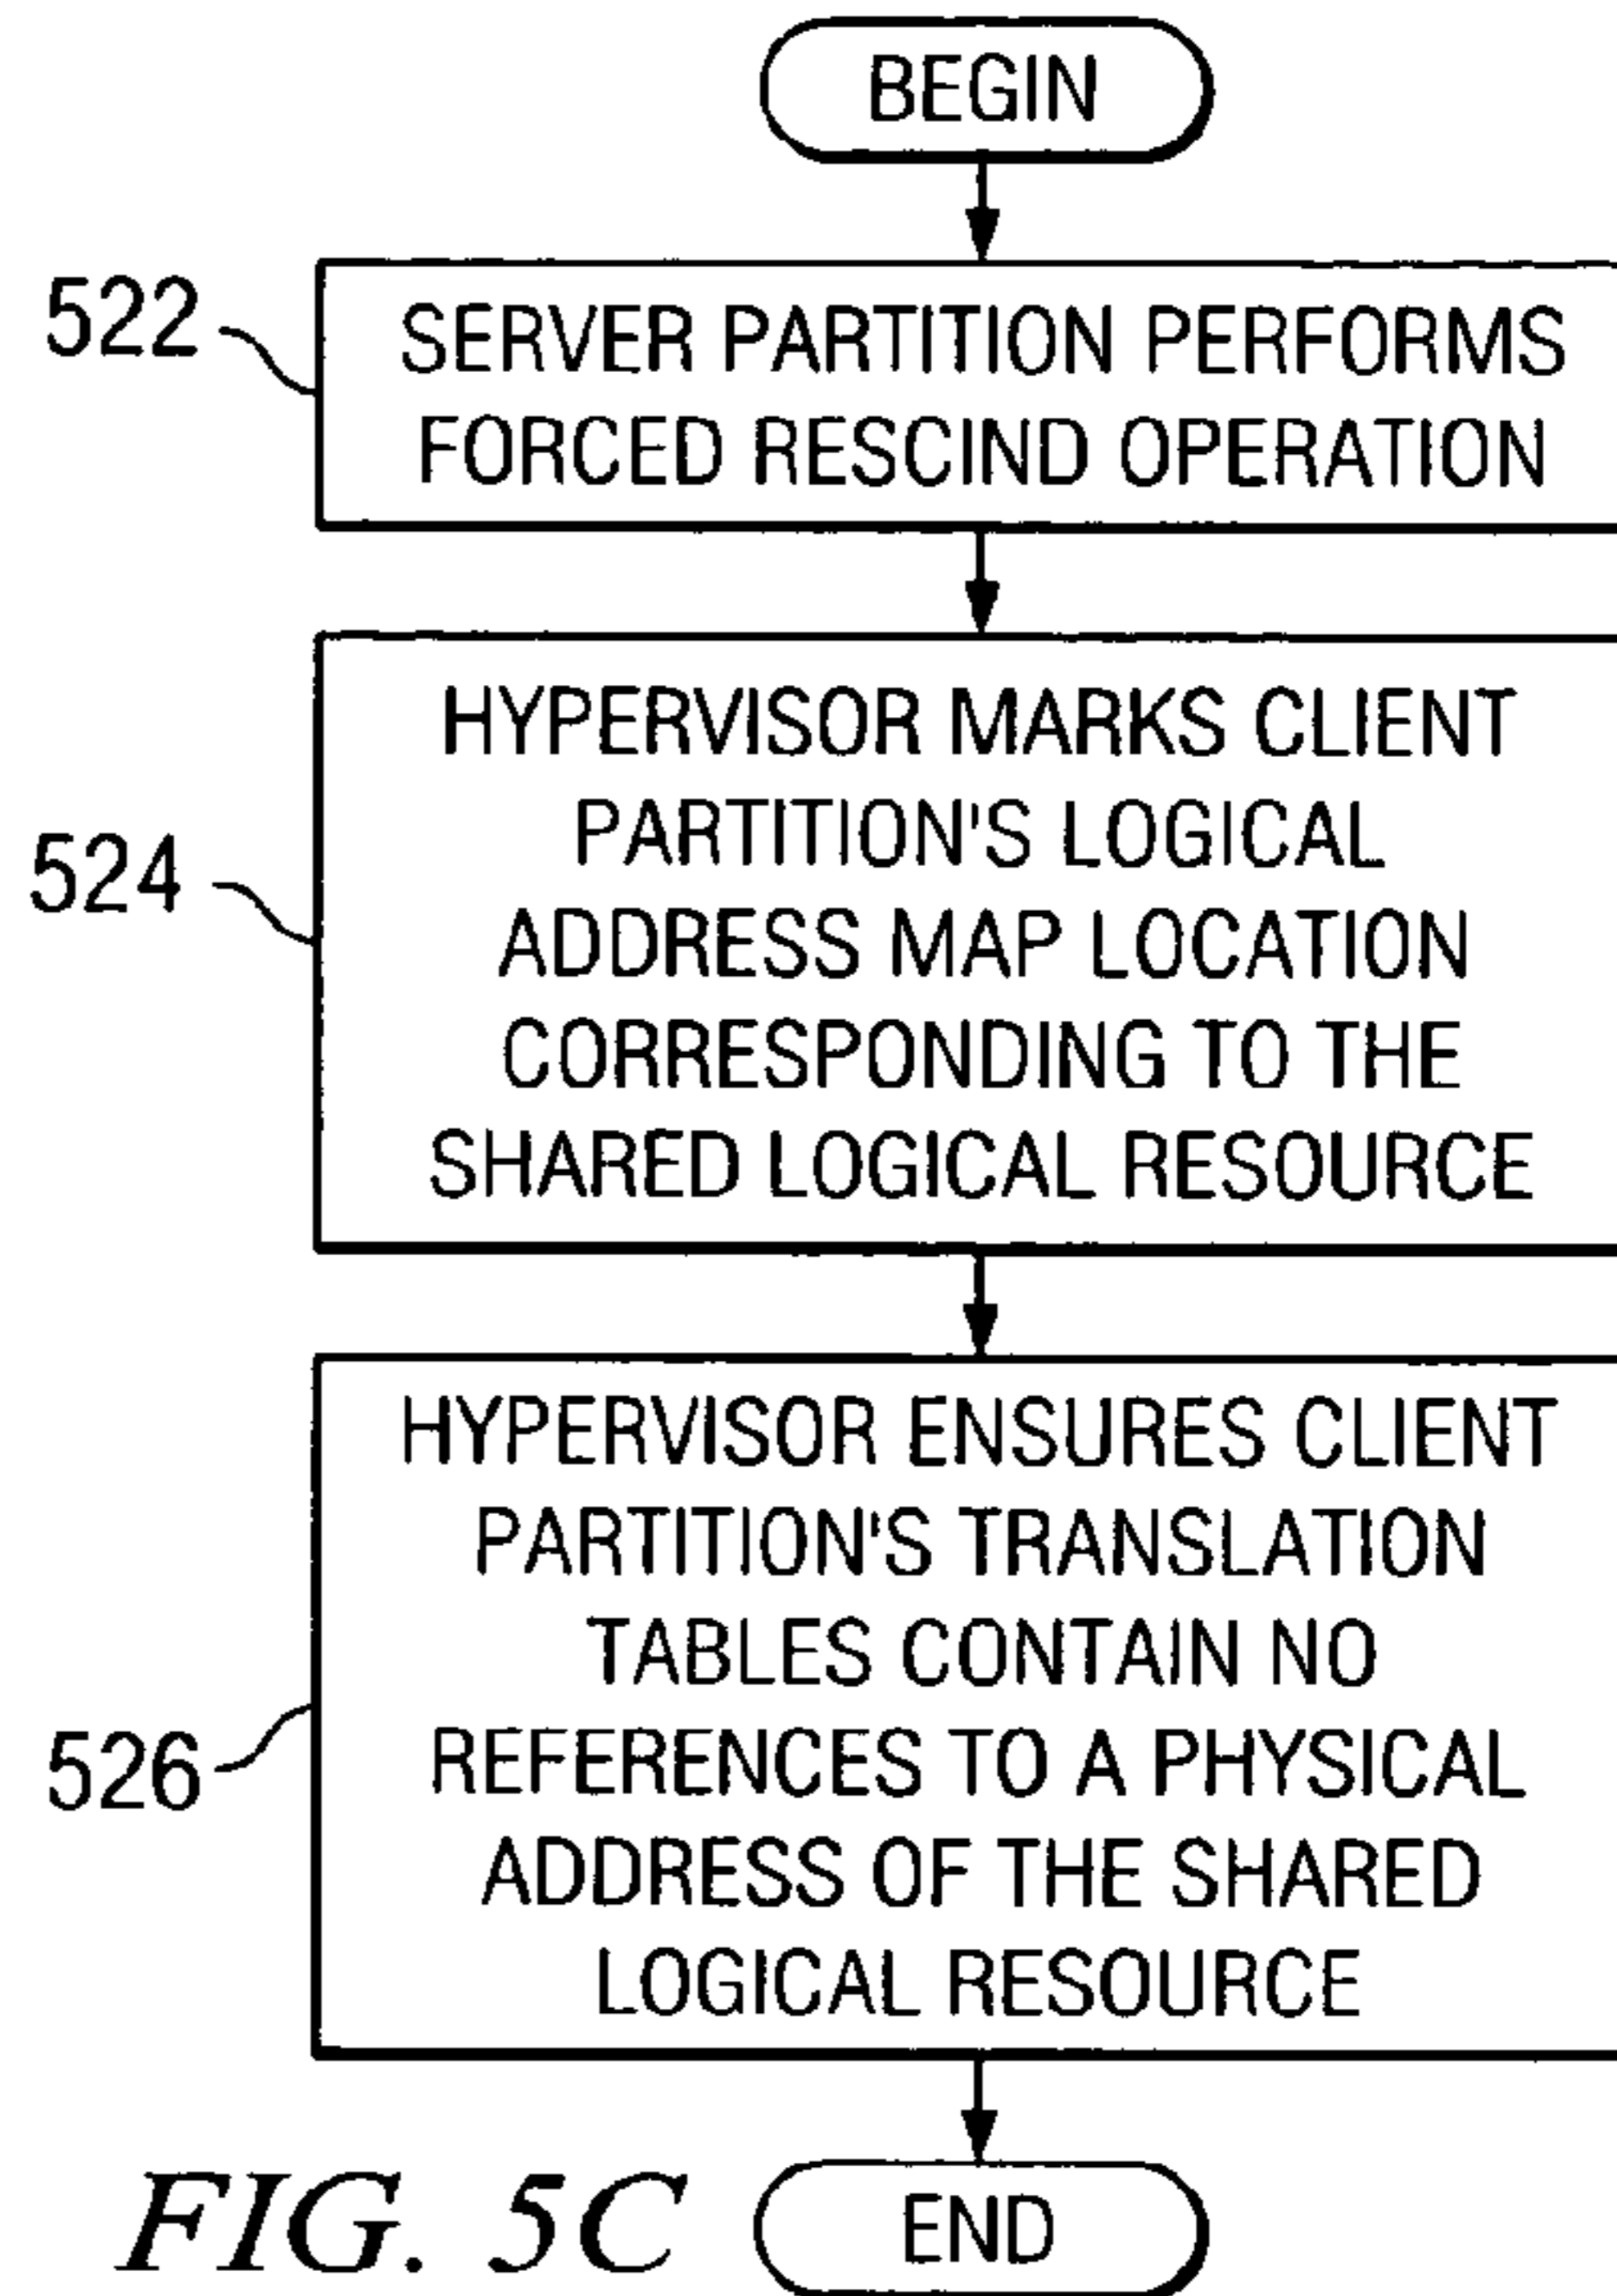 BEGIN
522
SERVER PARTITION PERFORMS
FORCED RESCIND OPERATION
524
HYPERVISOR MARKS CLIENT
PARTITION'S LOGICAL
ADDRESS MAP LOCATION
CORRESPONDING TO THE
SHARED LOGICAL RESOURCE
526
HYPERVISOR ENSURES CLIENT
PARTITION'S TRANSLATION
TABLES CONTAIN NO
REFERENCES TO A PHYSICAL
ADDRESS OF THE SHARED
LOGICAL RESOURCE
END
FIG. 5C